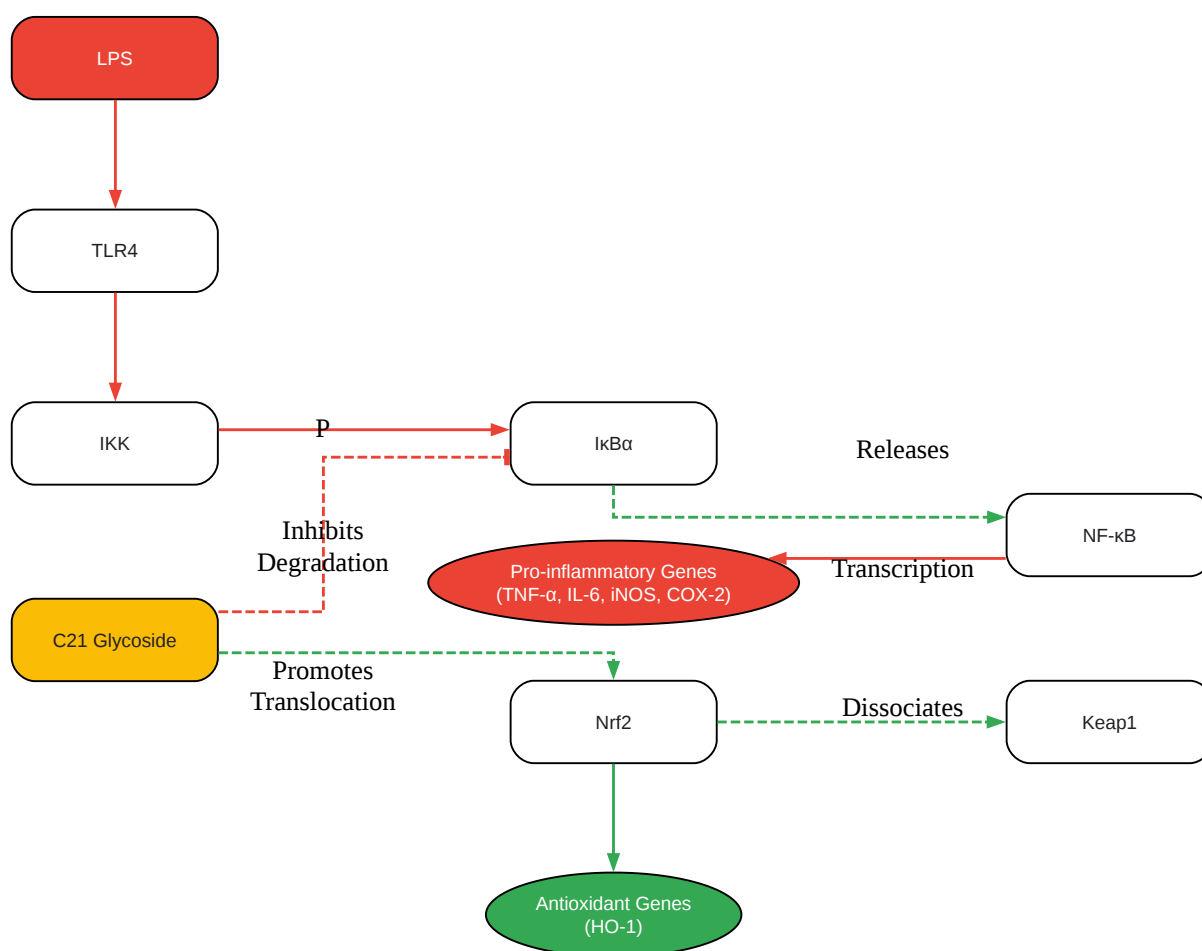 LPS
TLR4
IKK
P
IκBα
Releases
NF-κB
Inhibits
Degradation
Pro-inflammatory Genes
(TNF-α, IL-6, iNOS, COX-2)
Transcription
C21 Glycoside
Promotes
Translocation
Nrf2
Dissociates
Keap1
Antioxidant Genes
(HO-1)